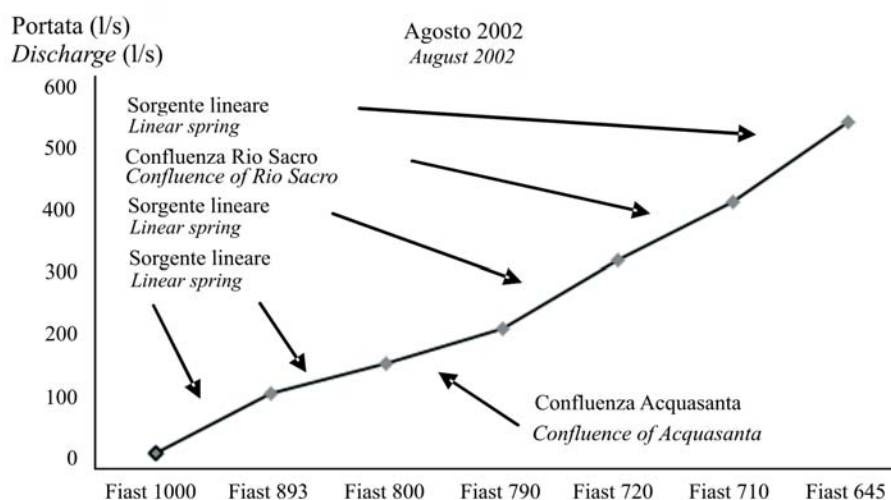 Portata (l/s)
Discharge (l/s)
Agosto 2002
August 2002
600
500
400
300
200
100
0
Sorgente lineare
Linear spring
Confluenza Rio Sacro
Confluence of Rio Sacro
Sorgente lineare
Linear spring
Sorgente lineare
Linear spring
Confluenza Acquasanta
Confluence of Acquasanta
Fiast 1000 Fiast 893 Fiast 800 Fiast 790 Fiast 720 Fiast 710 Fiast 645